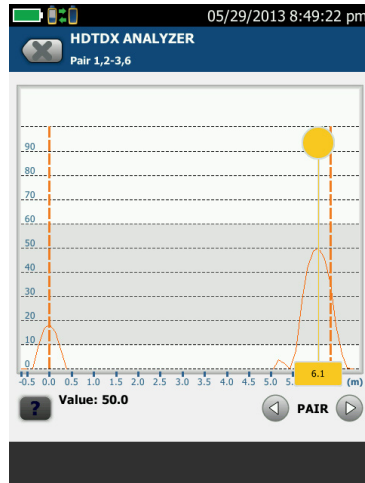 05/29/2013 8:49:22 pm
HDTDX ANALYZER
Pair 1,2-3,6
90
80
70
60
50
40
30
20
10
0
-0.5 0.0 0.5 1.0 1.5 2.0 2.5 3.0 3.5 4.0 4.5 5.0 5. 6.1 (m)
? Value: 50.0 PAIR